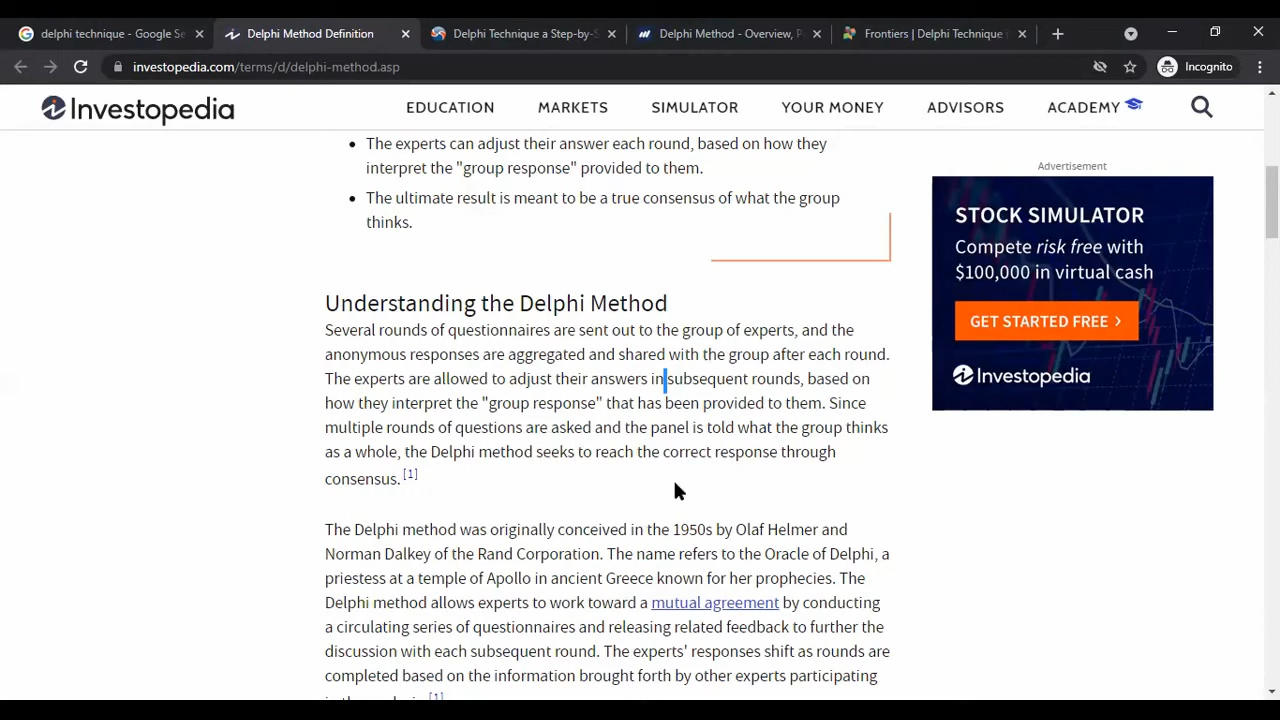 delphi technique - Google Se
Delphi Method Definition
Delphi Technique a Step-by-S
Delphi Method - Overview, P
Frontiers | Delphi Technique
investopedia.com/terms/d/delphi-method.asp
Incognito
Investopedia
EDUCATION
MARKETS
SIMULATOR
YOUR MONEY
ADVISORS
ACADEMY
• The experts can adjust their answer each round, based on how they
interpret the "group response" provided to them.
• The ultimate result is meant to be a true consensus of what the group
thinks.
Understanding the Delphi Method
Several rounds of questionnaires are sent out to the group of experts, and the
anonymous responses are aggregated and shared with the group after each round.
The experts are allowed to adjust their answers in subsequent rounds, based on
how they interpret the "group response" that has been provided to them. Since
multiple rounds of questions are asked and the panel is told what the group thinks
as a whole, the Delphi method seeks to reach the correct response through
consensus. [1]
The Delphi method was originally conceived in the 1950s by Olaf Helmer and
Norman Dalkey of the Rand Corporation. The name refers to the Oracle of Delphi, a
priestess at a temple of Apollo in ancient Greece known for her prophecies. The
Delphi method allows experts to work toward a mutual agreement by conducting
a circulating series of questionnaires and releasing related feedback to further the
discussion with each subsequent round. The experts' responses shift as rounds are
completed based on the information brought forth by other experts participating
[1]
Advertisement
STOCK SIMULATOR
Compete risk free with
$100,000 in virtual cash
GET STARTED FREE >
Investopedia